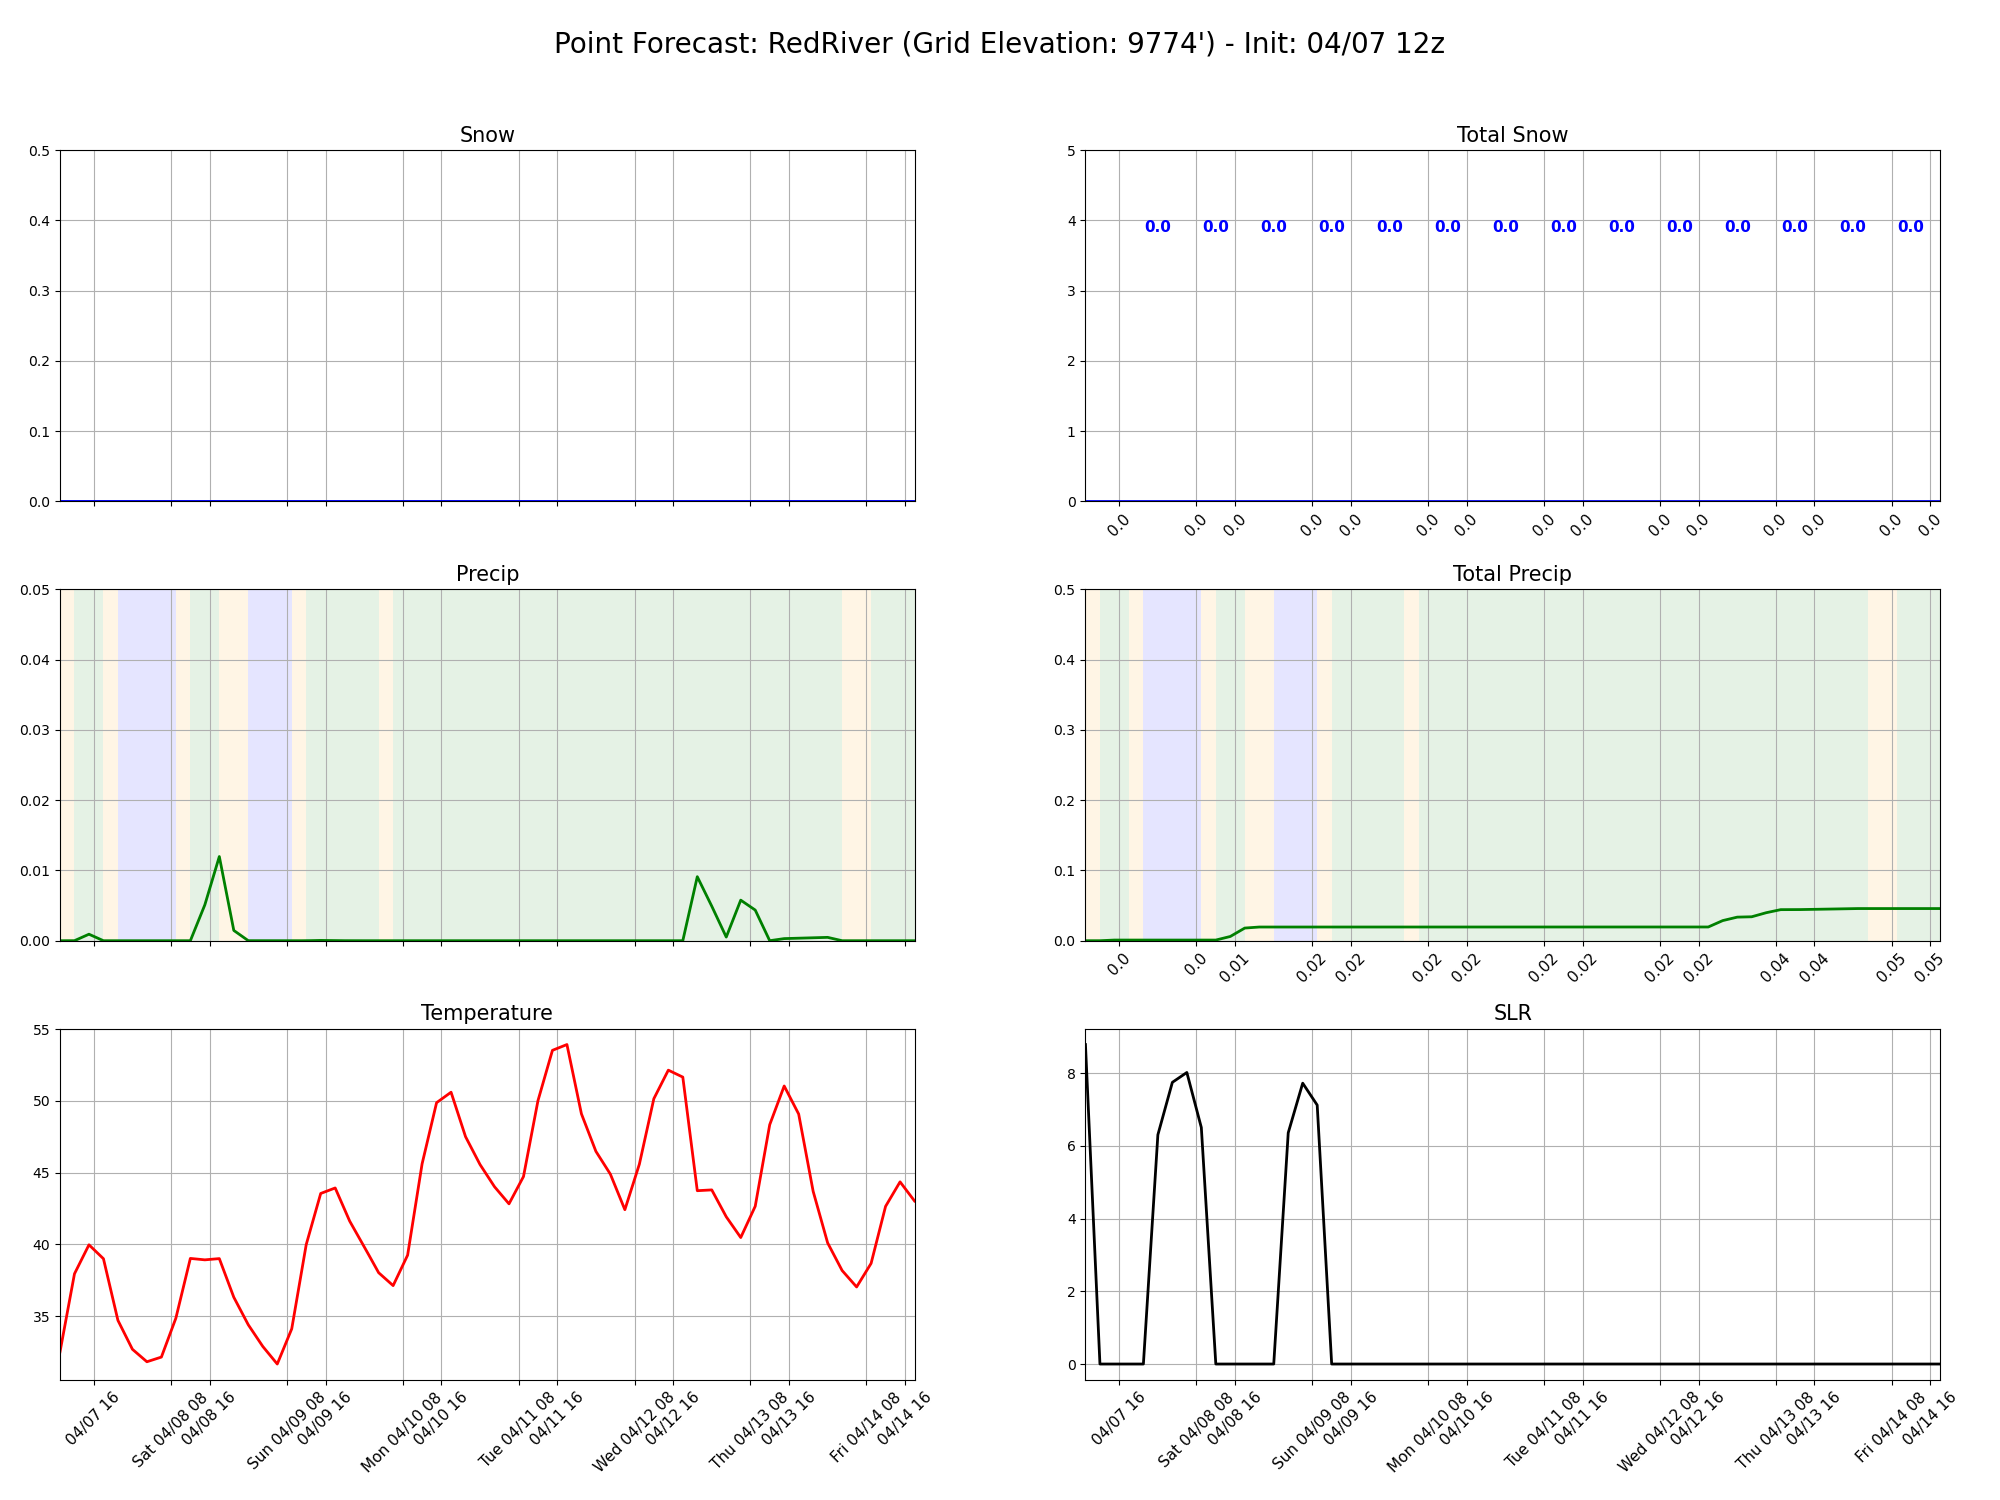 Point Forecast: RedRiver (Grid Elevation: 9774') - Init: 04/07 12z
Snow
0.5
0.4
0.3
0.2
0.1
0.0
Total Snow
5
4
3
2
1
0
0.0 0.0 0.0 0.0 0.0 0.0 0.0 0.0 0.0 0.0 0.0 0.0 0.0 0.0
0.0 0.0 0.0 0.0 0.0 0.0 0.0 0.0 0.0 0.0 0.0 0.0 0.0 0.0 0.0
Precip
0.05
0.04
0.03
0.02
0.01
0.00
Total Precip
0.5
0.4
0.3
0.2
0.1
0.0
0.0 0.0 0.01 0.02 0.02 0.02 0.02 0.02 0.02 0.02 0.02 0.04 0.04 0.05 0.05
Temperature
55
50
45
40
35
04/07 16
Sat 04/08 08
04/08 16
Sun 04/09 08
04/09 16
Mon 04/10 08
04/10 16
Tue 04/11 08
04/11 16
Wed 04/12 08
04/12 16
Thu 04/13 08
04/13 16
Fri 04/14 08
04/14 16
SLR
8
6
4
2
0
04/07 16
Sat 04/08 08
04/08 16
Sun 04/09 08
04/09 16
Mon 04/10 08
04/10 16
Tue 04/11 08
04/11 16
Wed 04/12 08
04/12 16
Thu 04/13 08
04/13 16
Fri 04/14 08
04/14 16